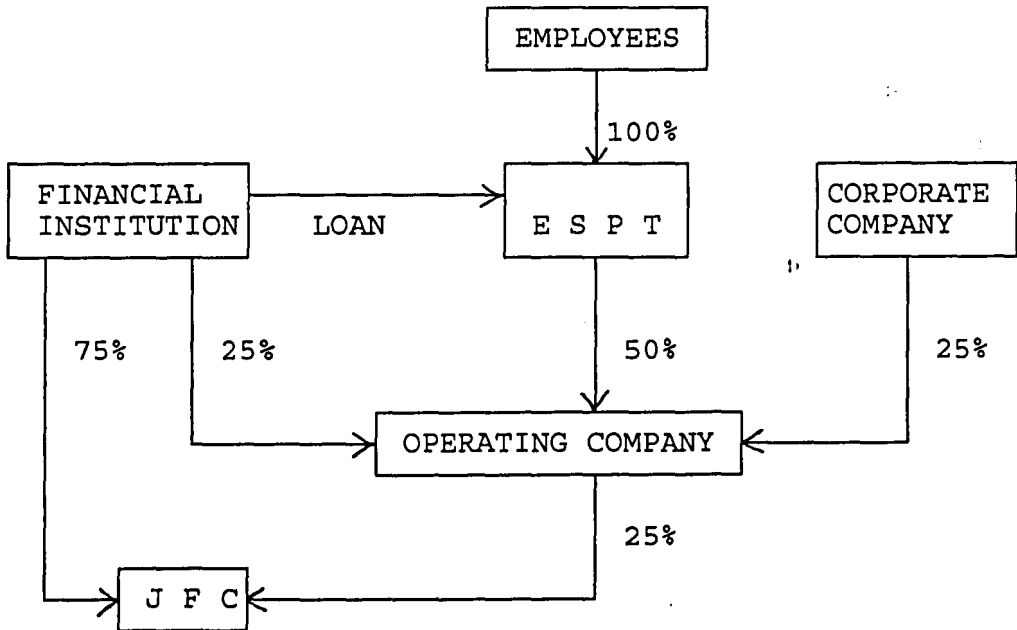 EMPLOYEES
100%
FINANCIAL
INSTITUTION
LOAN
E S P T
CORPORATE
COMPANY
75%
25%
50%
25%
OPERATING COMPANY
25%
J F C